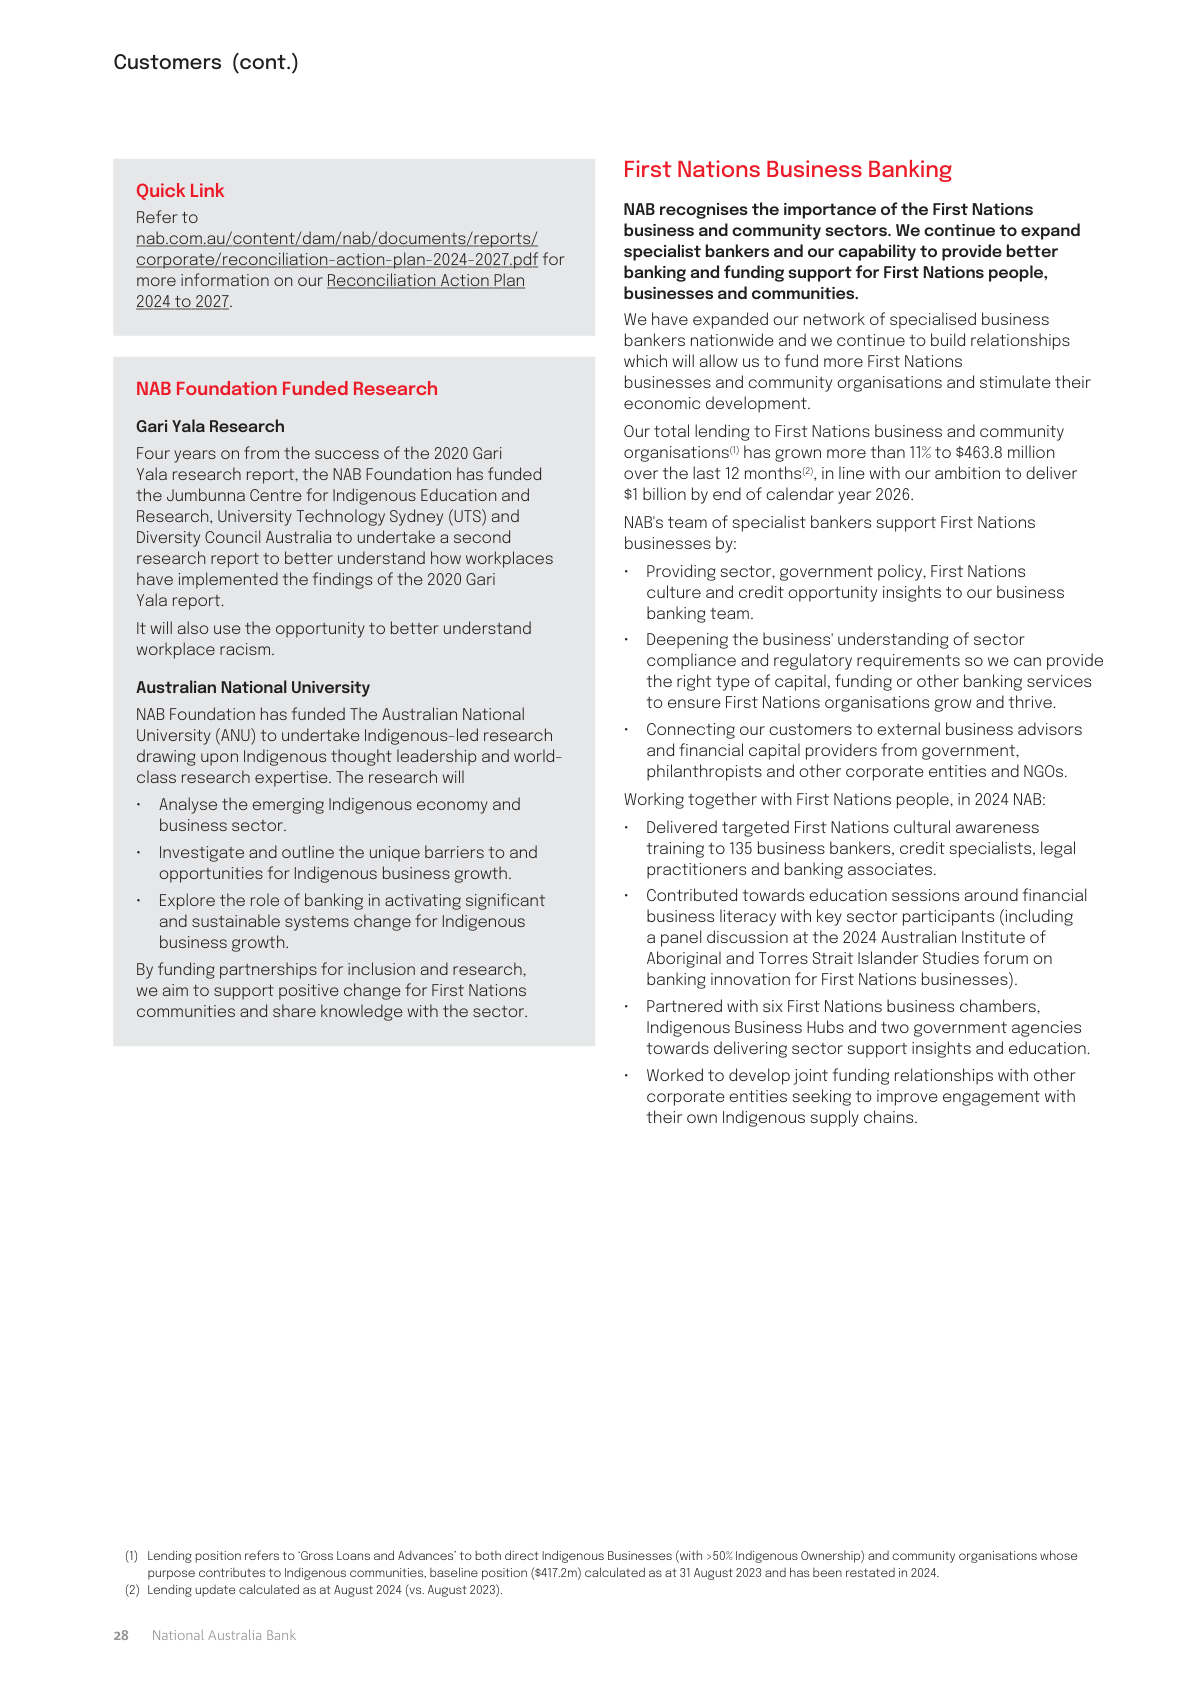 Customers (cont.)
Quick Link
Refer to
nab.com.au/content/dam/nab/documents/reports/
corporate/reconciliation-action-plan-2024-2027.pdf for
more information on our Reconciliation Action Plan
2024 to 2027.
NAB Foundation Funded Research
Gari Yala Research
Four years on from the success of the 2020 Gari
Yala research report, the NAB Foundation has funded
the Jumbunna Centre for Indigenous Education and
Research, University Technology Sydney (UTS) and
Diversity Council Australia to undertake a second
research report to better understand how workplaces
have implemented the findings of the 2020 Gari
Yala report.
It will also use the opportunity to better understand
workplace racism.
Australian National University
NAB Foundation has funded The Australian National
University (ANU) to undertake Indigenous-led research
drawing upon Indigenous thought leadership and world-
class research expertise. The research will
• Analyse the emerging Indigenous economy and
business sector.
• Investigate and outline the unique barriers to and
opportunities for Indigenous business growth.
• Explore the role of banking in activating significant
and sustainable systems change for Indigenous
business growth.
By funding partnerships for inclusion and research,
we aim to support positive change for First Nations
communities and share knowledge with the sector.
First Nations Business Banking
NAB recognises the importance of the First Nations
business and community sectors. We continue to expand
specialist bankers and our capability to provide better
banking and funding support for First Nations people,
businesses and communities.
We have expanded our network of specialised business
bankers nationwide and we continue to build relationships
which will allow us to fund more First Nations
businesses and community organisations and stimulate their
economic development.
Our total lending to First Nations business and community
organisations(1) has grown more than 11% to $463.8 million
over the last 12 months(2), in line with our ambition to deliver
$1 billion by end of calendar year 2026.
NAB's team of specialist bankers support First Nations
businesses by:
• Providing sector, government policy, First Nations
culture and credit opportunity insights to our business
banking team.
• Deepening the business' understanding of sector
compliance and regulatory requirements so we can provide
the right type of capital, funding or other banking services
to ensure First Nations organisations grow and thrive.
• Connecting our customers to external business advisors
and financial capital providers from government,
philanthropists and other corporate entities and NGOs.
Working together with First Nations people, in 2024 NAB:
• Delivered targeted First Nations cultural awareness
training to 135 business bankers, credit specialists, legal
practitioners and banking associates.
• Contributed towards education sessions around financial
business literacy with key sector participants (including
a panel discussion at the 2024 Australian Institute of
Aboriginal and Torres Strait Islander Studies forum on
banking innovation for First Nations businesses).
• Partnered with six First Nations business chambers,
Indigenous Business Hubs and two government agencies
towards delivering sector support insights and education.
• Worked to develop joint funding relationships with other
corporate entities seeking to improve engagement with
their own Indigenous supply chains.
(1) Lending position refers to ‘Gross Loans and Advances’ to both direct Indigenous Businesses (with >50% Indigenous Ownership) and community organisations whose
purpose contributes to Indigenous communities, baseline position ($417.2m) calculated as at 31 August 2023 and has been restated in 2024.
(2) Lending update calculated as at August 2024 (vs. August 2023).
28 National Australia Bank